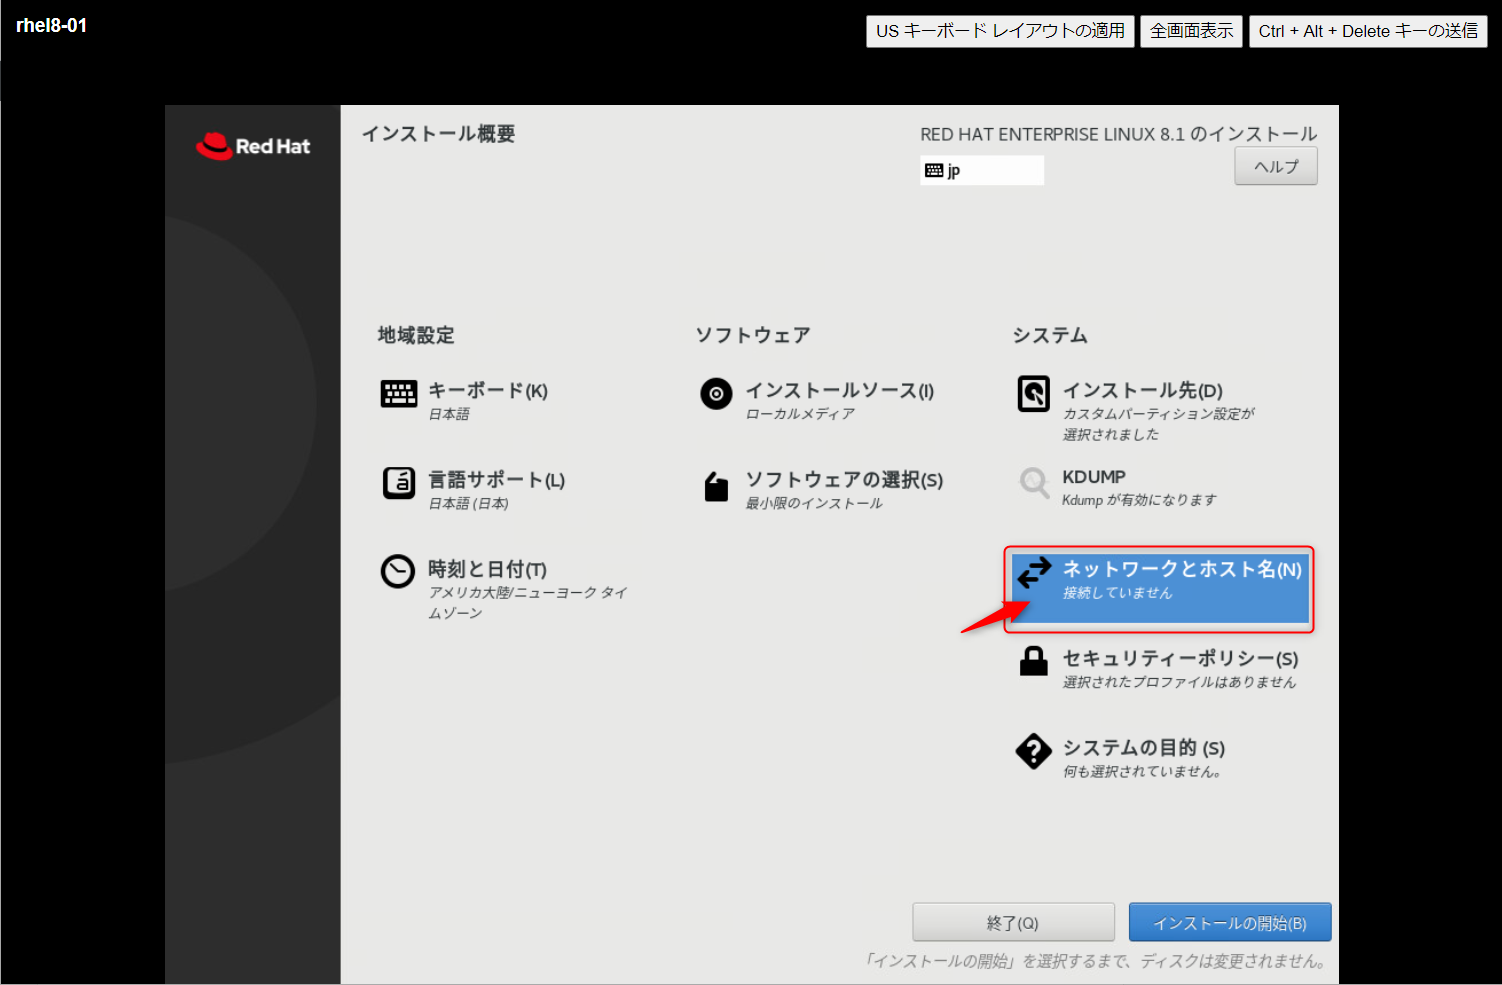 rhel8-01
US キーボード レイアウトの適用
全画面表示
Ctrl + Alt + Delete キーの送信
Red Hat
インストール概要
RED HAT ENTERPRISE LINUX 8.1 のインストール
jp
ヘルプ
地域設定
キーボード(K)
日本語
言語サポート(L)
日本語 (日本)
時刻と日付(T)
アメリカ大陸/ニューヨーク タイ
ムゾーン
ソフトウェア
インストールソース(I)
ローカルメディア
ソフトウェアの選択(S)
最小限のインストール
システム
インストール先(D)
カスタムパーティション設定が
選択されました
KDUMP
Kdump が有効になります
ネットワークとホスト名(N)
接続していません
セキュリティーポリシー(S)
選択されたプロファイルはありません
システムの目的 (S)
何も選択されていません。
終了(Q)
インストールの開始(B)
「インストールの開始」を選択するまで、ディスクは変更されません。